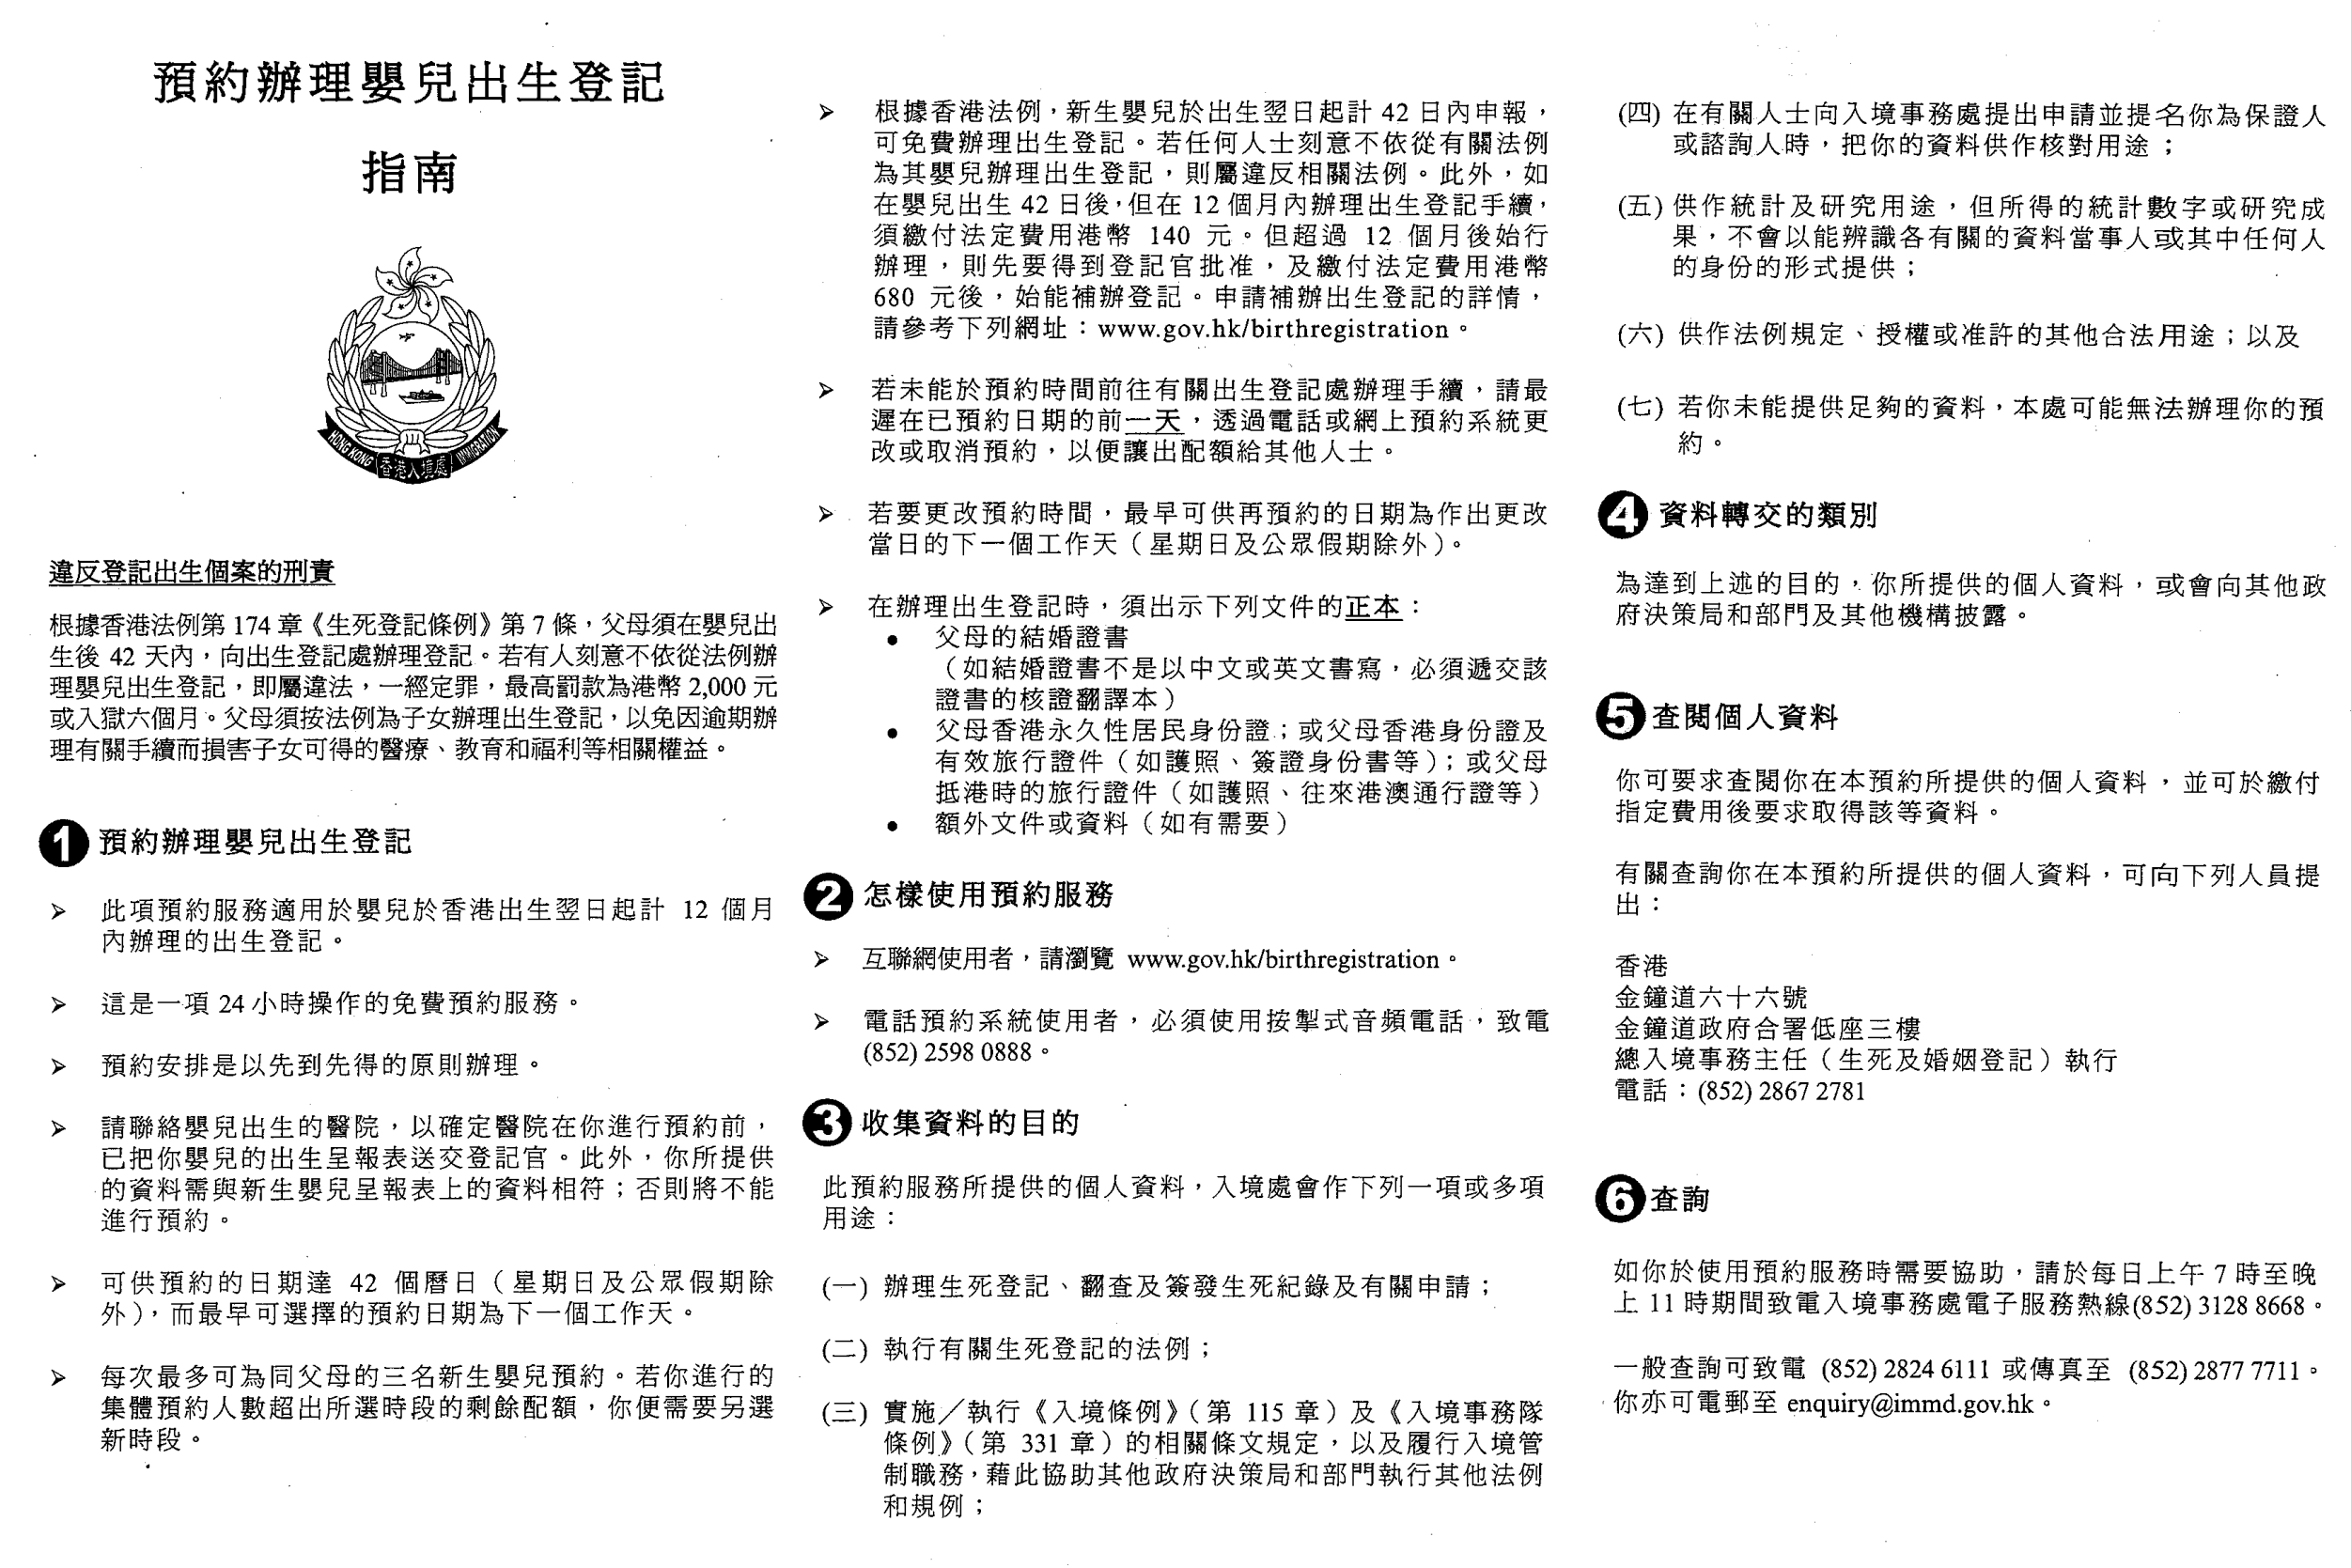 預約辦理嬰兒出生登記
指南
HONG KONG 香港入境處 IMMIGRATION
違反登記出生個案的刑責
根據香港法例第 174 章《生死登記條例》第 7 條，父母須在嬰兒出
生後 42 天內，向出生登記處辦理登記。若有人刻意不依從法例辦
理嬰兒出生登記，即屬違法，一經定罪，最高罰款為港幣 2,000 元
或入獄六個月。父母須按法例為子女辦理出生登記，以免因逾期辦
理有關手續而損害子女可得的醫療、教育和福利等相關權益。
1 預約辦理嬰兒出生登記
➢ 此項預約服務適用於嬰兒於香港出生翌日起計 12 個月
內辦理的出生登記。
➢ 這是一項 24 小時操作的免費預約服務。
➢ 預約安排是以先到先得的原則辦理。
➢ 請聯絡嬰兒出生的醫院，以確定醫院在你進行預約前，
已把你嬰兒的出生呈報表送交登記官。此外，你所提供
的資料需與新生嬰兒呈報表上的資料相符；否則將不能
進行預約。
➢ 可供預約的日期達 42 個曆日（星期日及公眾假期除
外），而最早可選擇的預約日期為下一個工作天。
➢ 每次最多可為同父母的三名新生嬰兒預約。若你進行的
集體預約人數超出所選時段的剩餘配額，你便需要另選
新時段。
➢ 根據香港法例，新生嬰兒於出生翌日起計 42 日內申報，
可免費辦理出生登記。若任何人士刻意不依從有關法例
為其嬰兒辦理出生登記，則屬違反相關法例。此外，如
在嬰兒出生 42 日後，但在 12 個月內辦理出生登記手續，
須繳付法定費用港幣 140 元。但超過 12 個月後始行
辦理，則先要得到登記官批准，及繳付法定費用港幣
680 元後，始能補辦登記。申請補辦出生登記的詳情，
請參考下列網址：www.gov.hk/birthregistration。
➢ 若未能於預約時間前往有關出生登記處辦理手續，請最
遲在已預約日期的前一天，透過電話或網上預約系統更
改或取消預約，以便讓出配額給其他人士。
➢ 若要更改預約時間，最早可供再預約的日期為作出更改
當日的下一個工作天（星期日及公眾假期除外）。
➢ 在辦理出生登記時，須出示下列文件的正本：
● 父母的結婚證書
（如結婚證書不是以中文或英文書寫，必須遞交該
證書的核證翻譯本）
● 父母香港永久性居民身份證；或父母香港身份證及
有效旅行證件（如護照、簽證身份書等）；或父母
抵港時的旅行證件（如護照、往來港澳通行證等）
● 額外文件或資料（如有需要）
2 怎樣使用預約服務
➢ 互聯網使用者，請瀏覽 www.gov.hk/birthregistration。
➢ 電話預約系統使用者，必須使用按掣式音頻電話，致電
(852) 2598 0888。
3 收集資料的目的
此預約服務所提供的個人資料，入境處會作下列一項或多項
用途：
(一) 辦理生死登記、翻查及簽發生死紀錄及有關申請；
(二) 執行有關生死登記的法例；
(三) 實施／執行《入境條例》（第 115 章）及《入境事務隊
條例》（第 331 章）的相關條文規定，以及履行入境管
制職務，藉此協助其他政府決策局和部門執行其他法例
和規例；
(四) 在有關人士向入境事務處提出申請並提名你為保證人
或諮詢人時，把你的資料供作核對用途；
(五) 供作統計及研究用途，但所得的統計數字或研究成
果，不會以能辨識各有關的資料當事人或其中任何人
的身份的形式提供；
(六) 供作法例規定、授權或准許的其他合法用途；以及
(七) 若你未能提供足夠的資料，本處可能無法辦理你的預
約。
4 資料轉交的類別
為達到上述的目的，你所提供的個人資料，或會向其他政
府決策局和部門及其他機構披露。
5 查閱個人資料
你可要求查閱你在本預約所提供的個人資料，並可於繳付
指定費用後要求取得該等資料。
有關查詢你在本預約所提供的個人資料，可向下列人員提
出：
香港
金鐘道六十六號
金鐘道政府合署低座三樓
總入境事務主任（生死及婚姻登記）執行
電話：(852) 2867 2781
6 查詢
如你於使用預約服務時需要協助，請於每日上午 7 時至晚
上 11 時期間致電入境事務處電子服務熱線(852) 3128 8668。
一般查詢可致電 (852) 2824 6111 或傳真至 (852) 2877 7711。
你亦可電郵至 enquiry@immd.gov.hk。